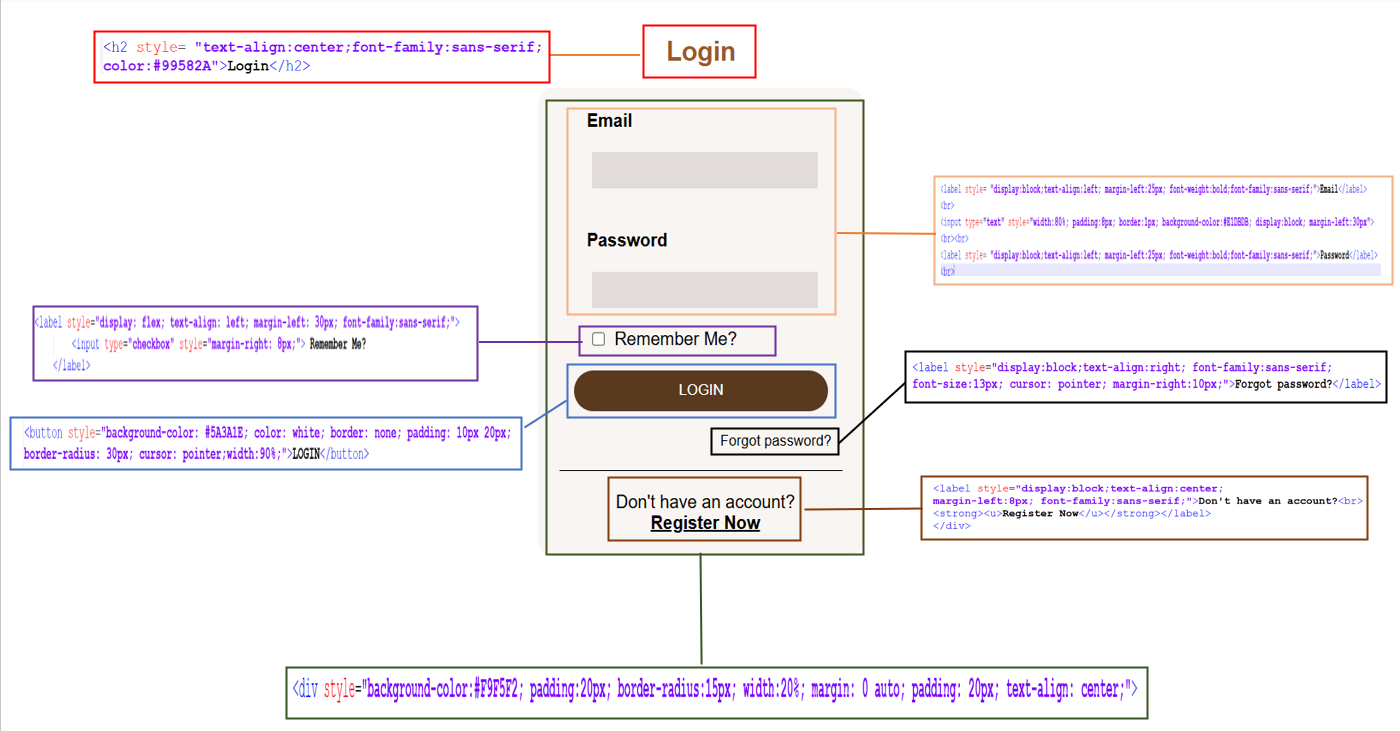 <h2 style= "text-align:center;font-family:sans-serif;
color:#99582A">Login</h2>
Login
Email
<label style= "display:block;text-align:left; margin-left:25px; font-weight:bold;font-family:sans-serif;">Email</label>
<br>
<input type="text" style="width:80%; padding:8px; border:1px; background-color:#E1DBDB; display:block; margin-left:30px">
<br><br>
<label style= "display:block;text-align:left; margin-left:25px; font-weight:bold;font-family:sans-serif;">Password</label>
<br>
Password
<label style="display: flex; text-align: left; margin-left: 30px; font-family:sans-serif;">
<input type="checkbox" style="margin-right: 8px;"> Remember Me?
</label>
Remember Me?
<label style="display:block;text-align:right; font-family:sans-serif;
font-size:13px; cursor: pointer; margin-right:10px;">Forgot password?</label>
LOGIN
<button style="background-color: #5A3A1E; color: white; border: none; padding: 10px 20px;
border-radius: 30px; cursor: pointer;width:90%;">LOGIN</button>
Forgot password?
Don't have an account?
Register Now
<label style="display:block;text-align:center;
margin-left:8px; font-family:sans-serif;">Don't have an account?<br>
<strong><u>Register Now</u></strong></label>
</div>
<div style="background-color:#F9F5F2; padding:20px; border-radius:15px; width:20%; margin: 0 auto; padding: 20px; text-align: center;">